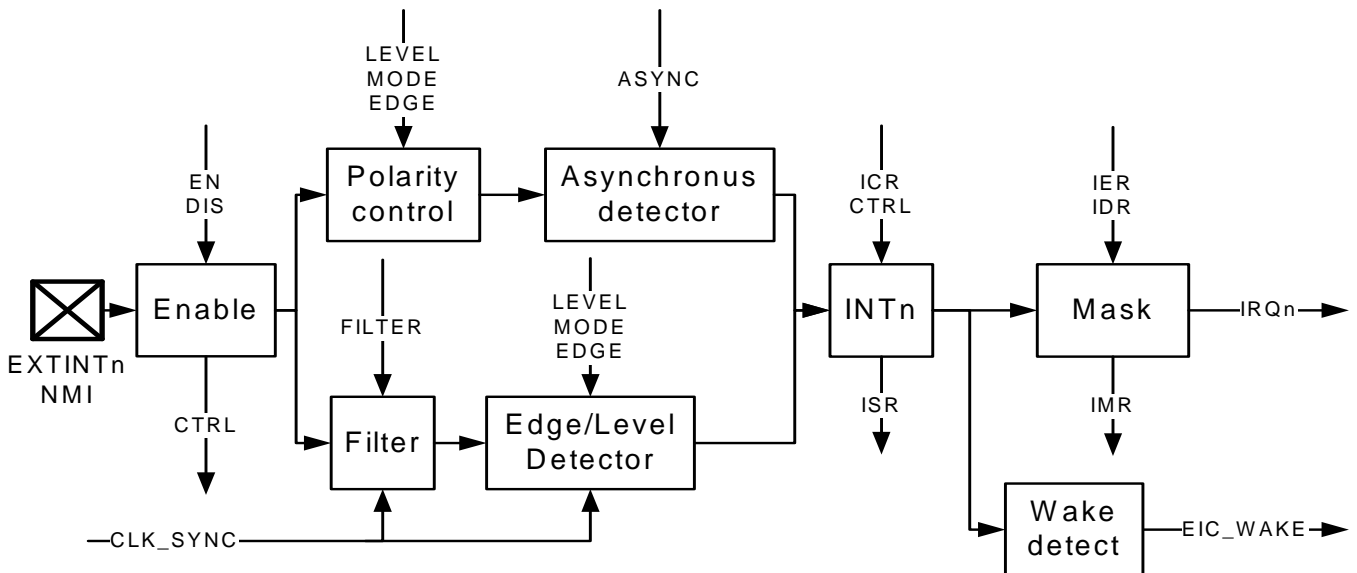 LEVEL
MODE
EDGE
ASYNC
EN
DIS
Polarity
control
Asynchronus
detector
ICR
CTRL
IER
IDR
Enable
FILTER
LEVEL
MODE
EDGE
INTn
Mask
IRQn
EXTINTn
NMI
CTRL
Filter
Edge/Level
Detector
ISR
IMR
CLK_SYNC
Wake
detect
EIC_WAKE